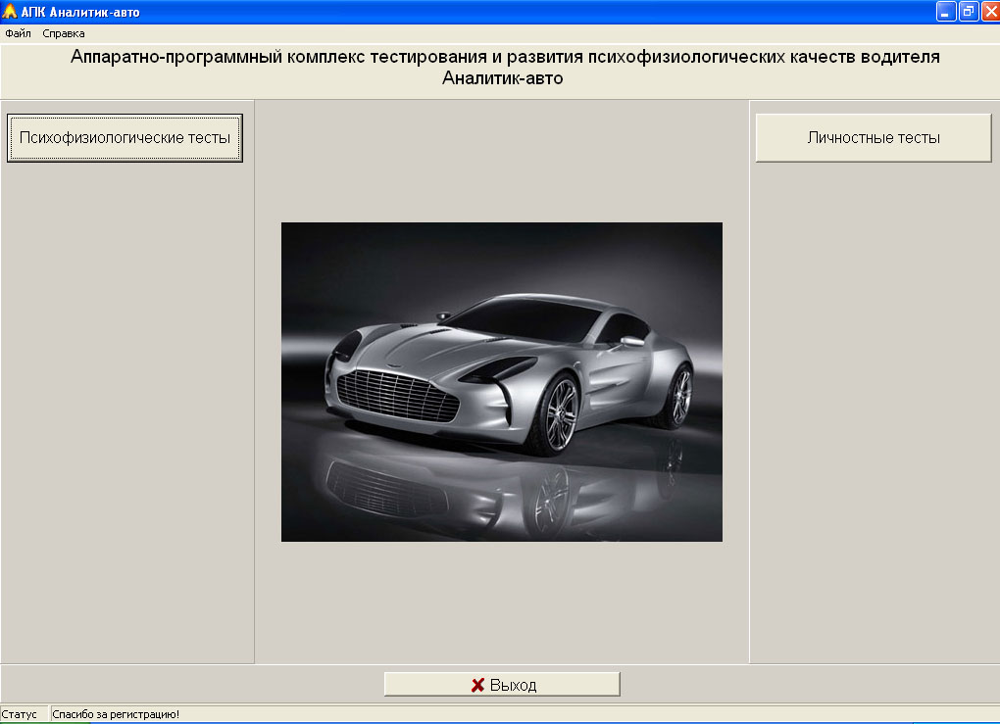 АПК Аналитик-авто
Файл Справка
Аппаратно-программный комплекс тестирования и развития психофизиологических качеств водителя
Аналитик-авто
Психофизиологические тесты
Личностные тесты
Выход
Статус Спасибо за регистрацию!